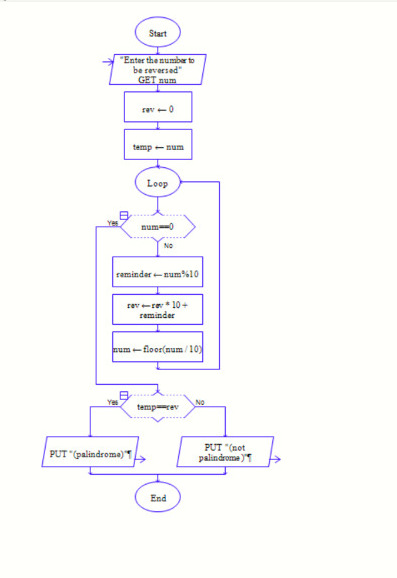 Start
"Enter the number to
be reversed"
GET num
rev ← 0
temp ← num
Loop
Yes
num==0
No
reminder ← num%10
rev ← rev * 10 +
reminder
num ← floor(num / 10)
Yes
temp==rev
No
PUT "(palindrome)"¶
PUT "(not
palindrome)"¶
End